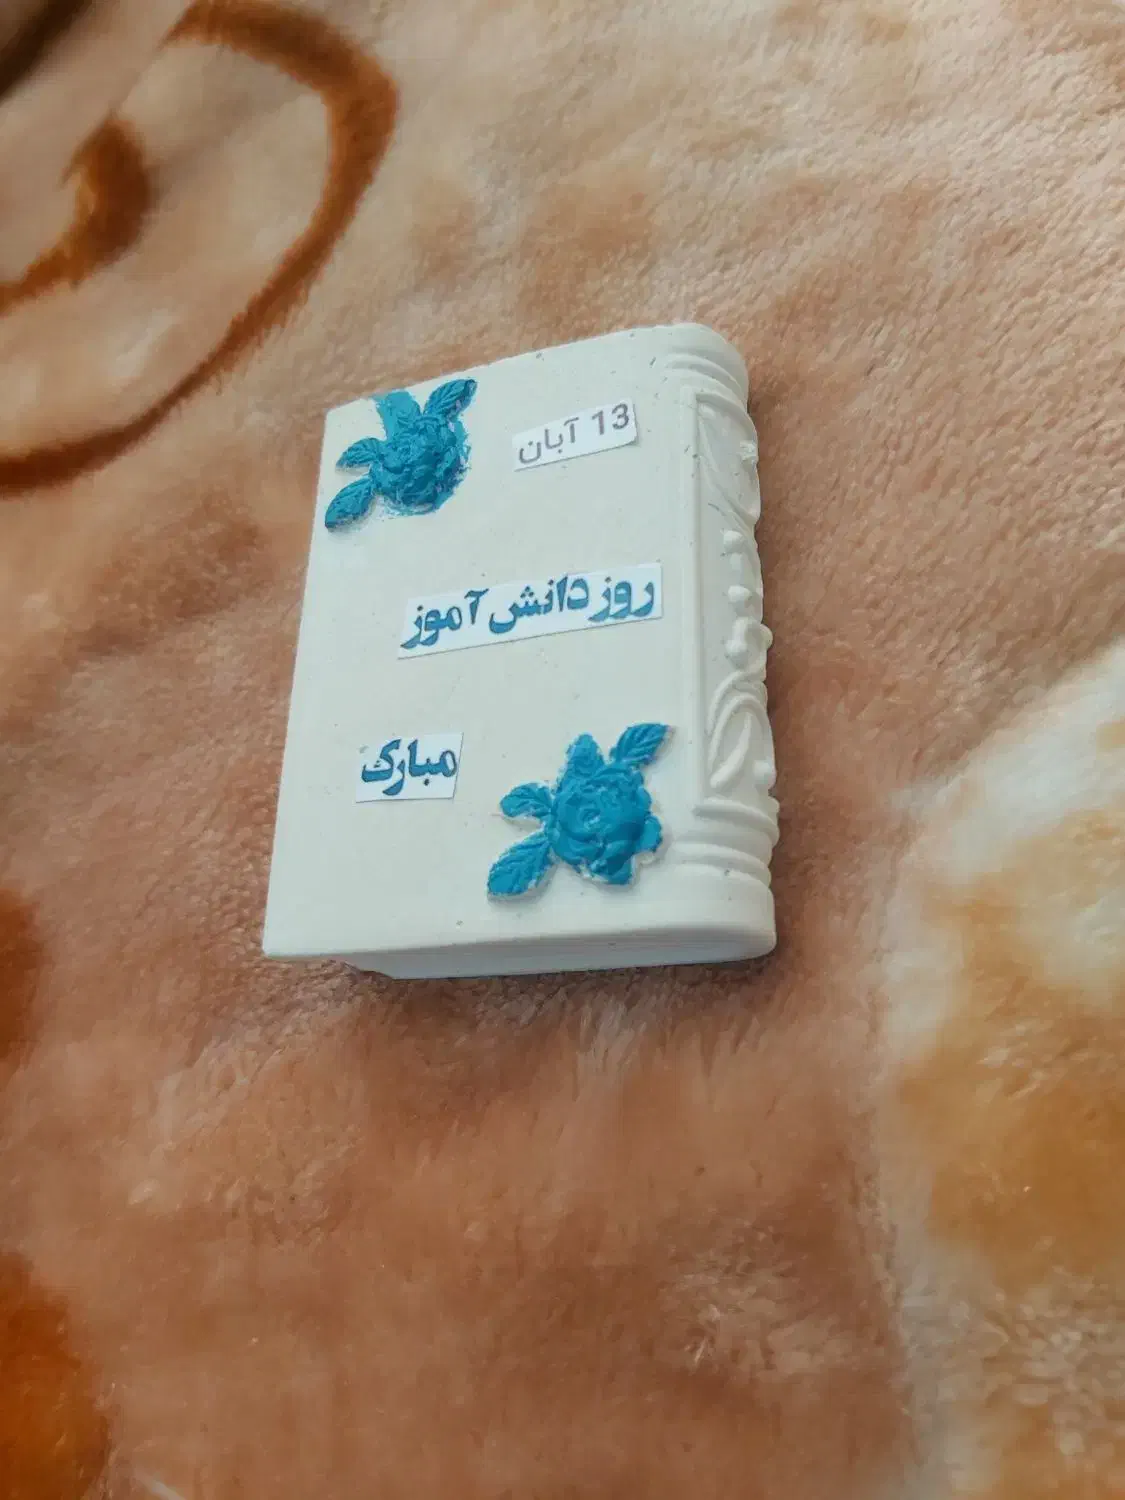 13 آبان
روز دانش آموز
مبارک